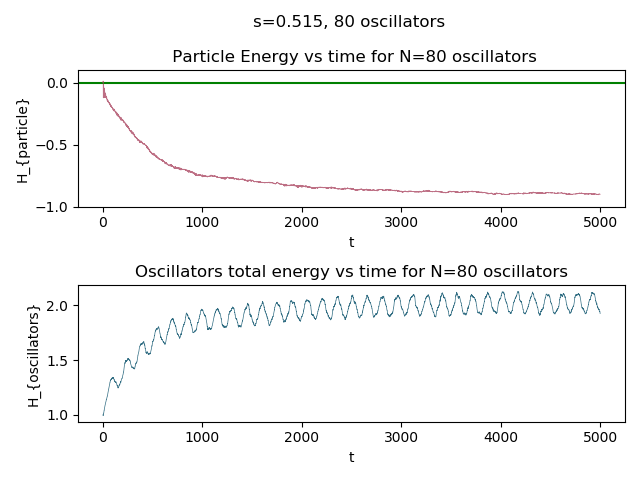 s=0.515, 80 oscillators
Particle Energy vs time for N=80 oscillators
H_{particle}
0.0
−0.5
−1.0
0 1000 2000 3000 4000 5000
t
Oscillators total energy vs time for N=80 oscillators
H_{oscillators}
2.0
1.5
1.0
0 1000 2000 3000 4000 5000
t